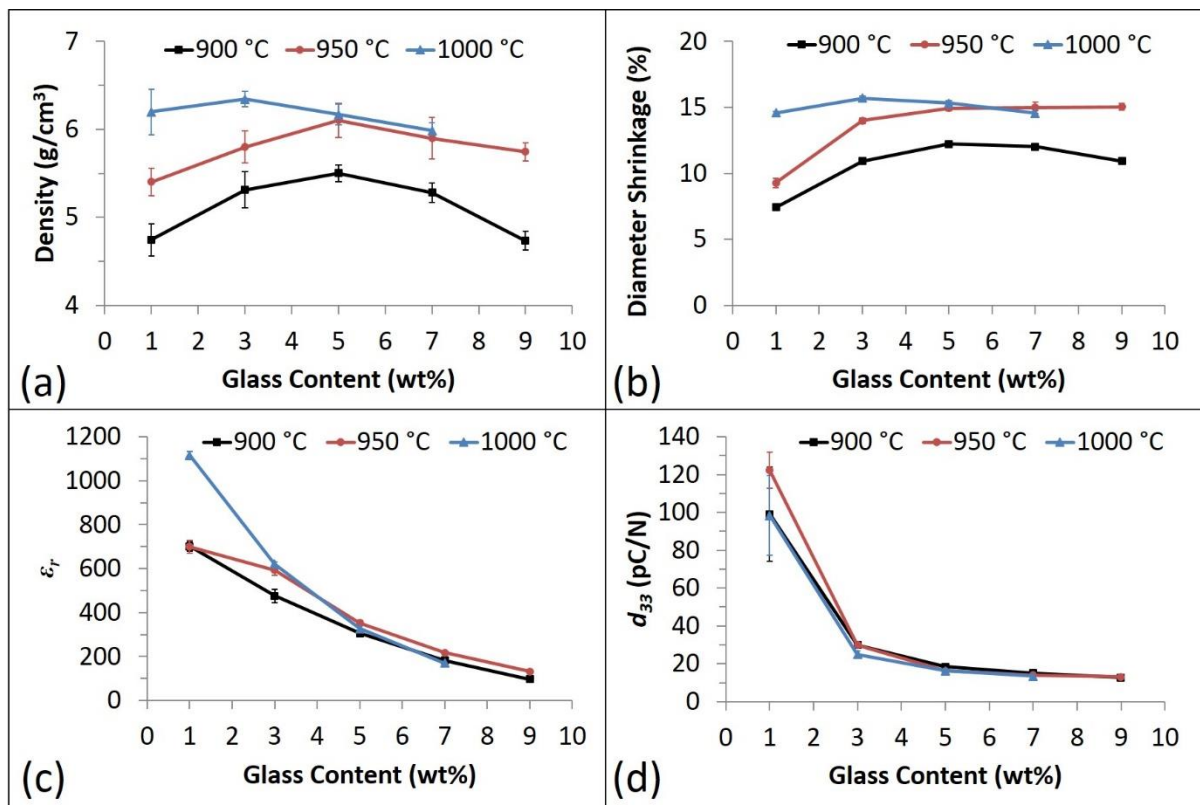 7
6
5
4
Density (g/cm³)
900 °C 950 °C 1000 °C
0 1 2 3 4 5 6 7 8 9 10
Glass Content (wt%)
(a)
20
15
10
5
0
Diameter Shrinkage (%)
900 °C 950 °C 1000 °C
0 1 2 3 4 5 6 7 8 9 10
Glass Content (wt%)
(b)
1200
1000
800
600
400
200
0
εr
900 °C 950 °C 1000 °C
0 1 2 3 4 5 6 7 8 9 10
Glass Content (wt%)
(c)
140
120
100
80
60
40
20
0
d33 (pC/N)
900 °C 950 °C 1000 °C
0 1 2 3 4 5 6 7 8 9 10
Glass Content (wt%)
(d)